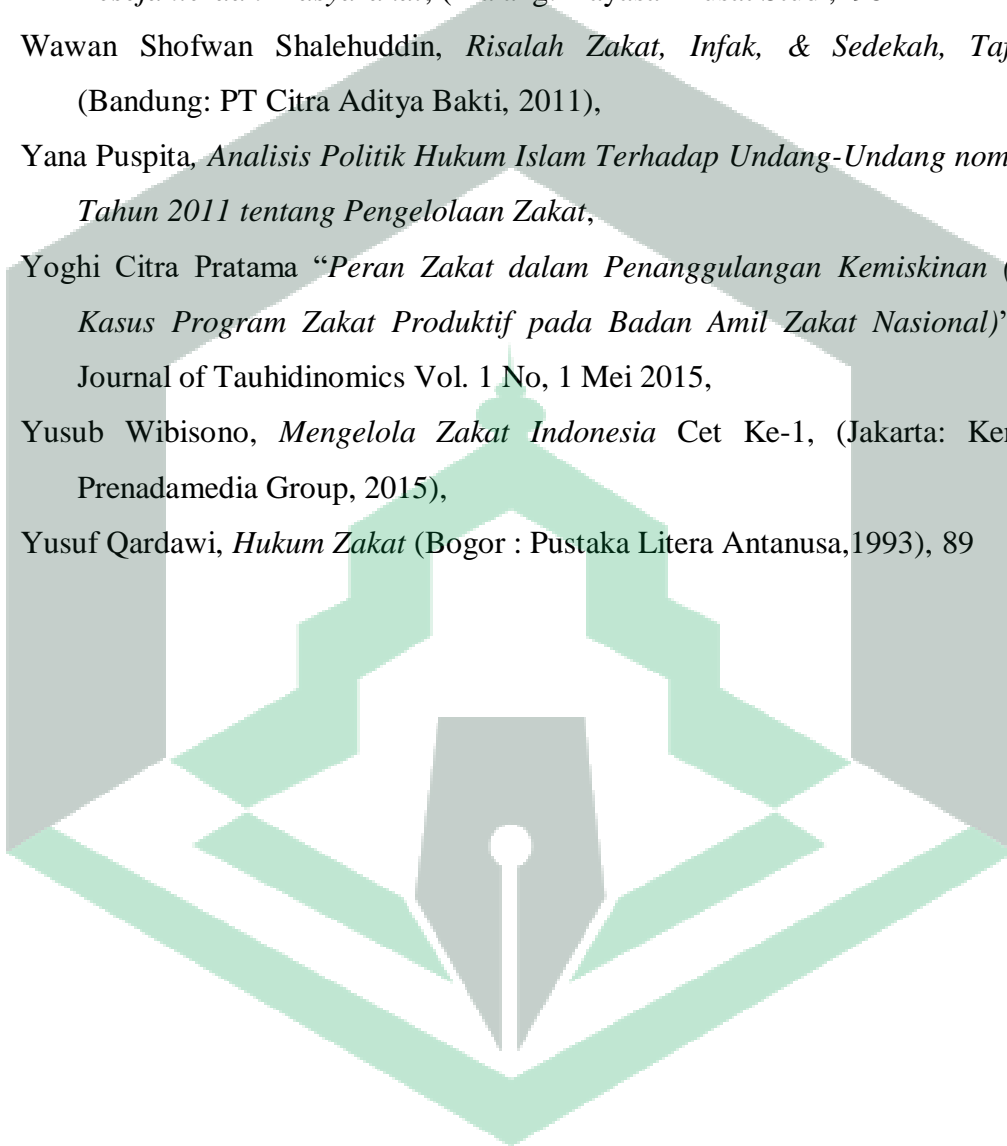 (
Wawan Shofwan Shalehuddin, Risalah Zakat, Infak, & Sedekah,
(Bandung: PT Citra Aditya Bakti, 2011),
Yana Puspita, Analisis Politik Hukum Islam Terhadap Undang-Undang
Tahun 2011 tentang Pengelolaan Zakat,
Yoghi Citra Pratama “Peran Zakat dalam Penanggulangan Kemiskinan (
Kasus Program Zakat Produktif pada Badan Amil Zakat Nasional)”
Journal of Tauhidinomics Vol. 1 No, 1 Mei 2015,
Yusub Wibisono, Mengelola Zakat Indonesia Cet Ke-1, (Jakarta:
Prenadamedia Group, 2015),
Yusuf Qardawi, Hukum Zakat (Bogor : Pustaka Litera Antanusa,1993), 89